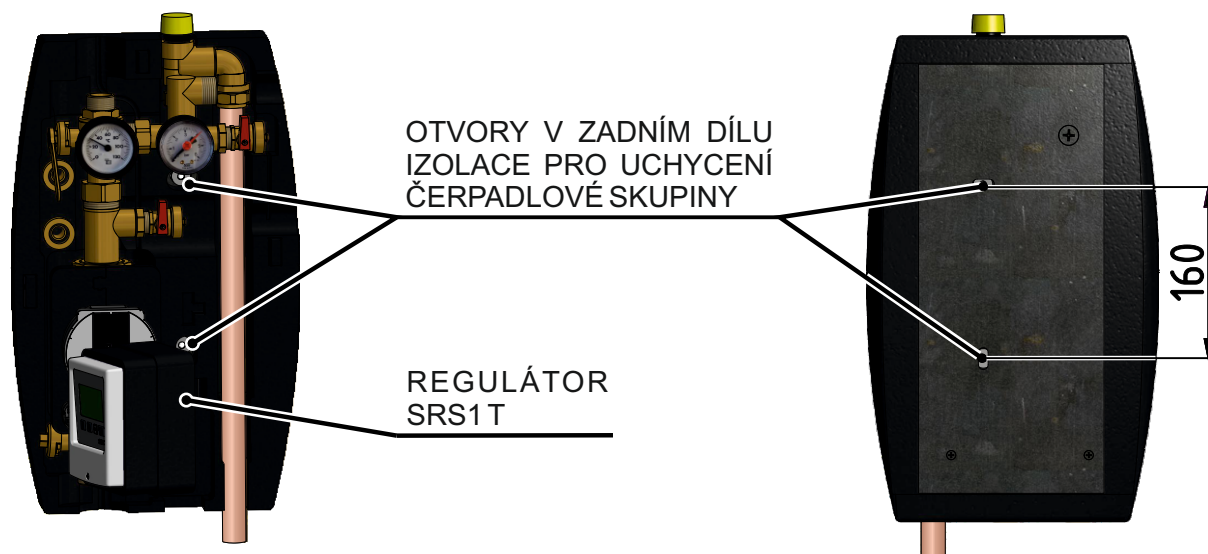 OTVORY V ZADNÍM DÍLU
IZOLACE PRO UCHYCENÍ
ČERPADLOVÉ SKUPINY
160
REGULÁTOR
SRS1 T